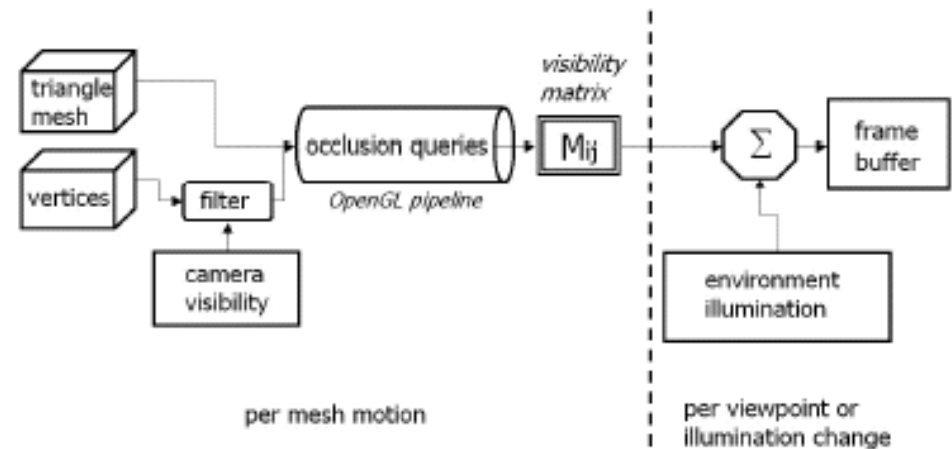 triangle
mesh
vertices
filter
camera
visibility
occlusion queries
OpenGL pipeline
visibility
matrix
Mij
Σ
frame
buffer
environment
illumination
per mesh motion
per viewpoint or
illumination change